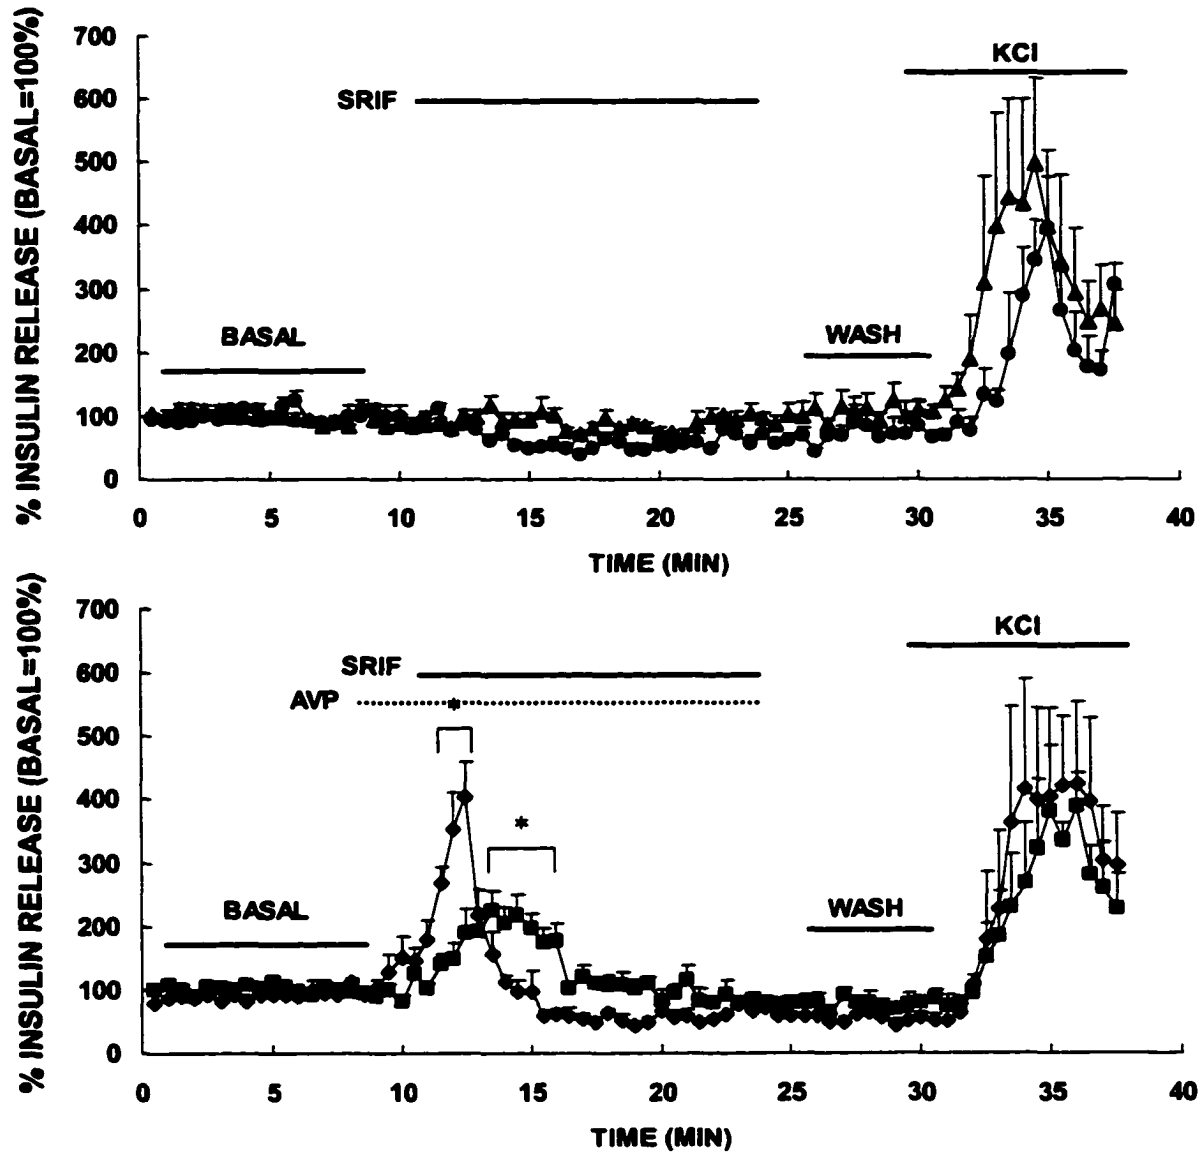 % INSULIN RELEASE (BASAL=100%)
700
600
500
400
300
200
100
0
KCl
SRIF
BASAL
WASH
0 5 10 15 20 25 30 35 40
TIME (MIN)
% INSULIN RELEASE (BASAL=100%)
700
600
500
400
300
200
100
0
KCl
SRIF
AVP
*
*
BASAL
WASH
0 5 10 15 20 25 30 35 40
TIME (MIN)